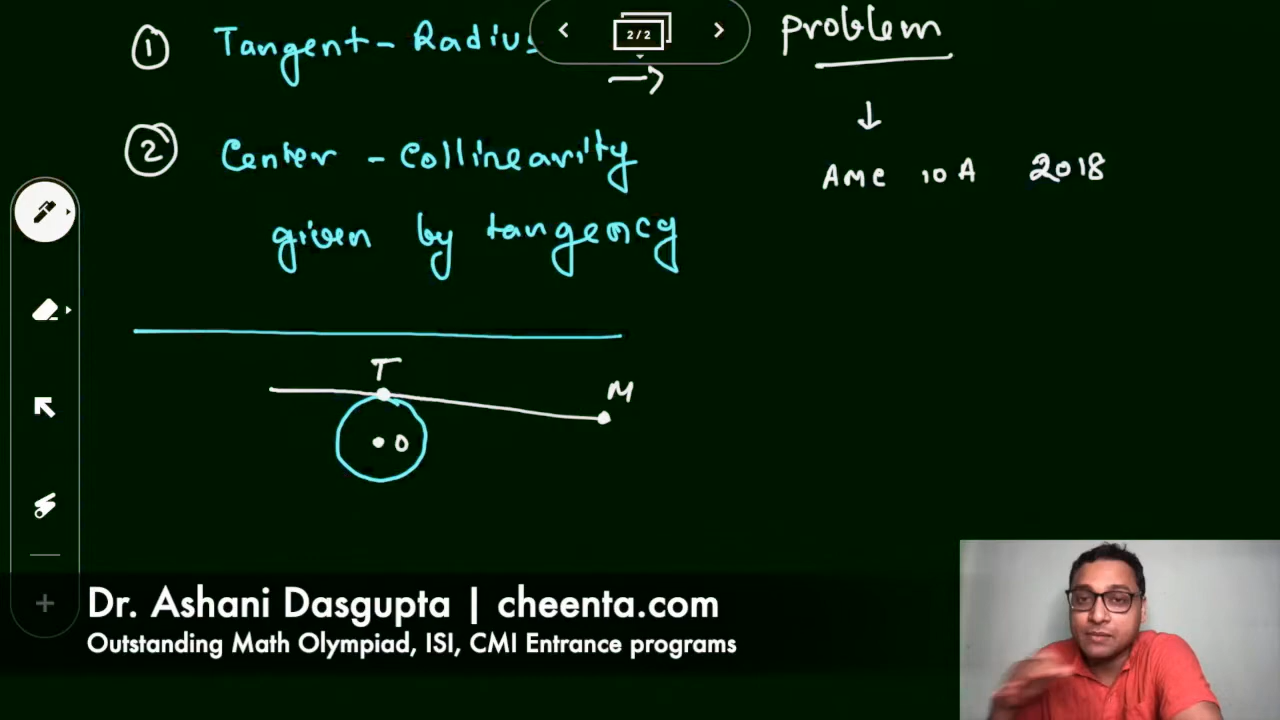 ① Tangent - Radius
② Center - collinearity
given by tangency
T
M
O
2/2
problem
↓
AMC 10A 2018
Dr. Ashani Dasgupta | cheenta.com
Outstanding Math Olympiad, ISI, CMI Entrance programs